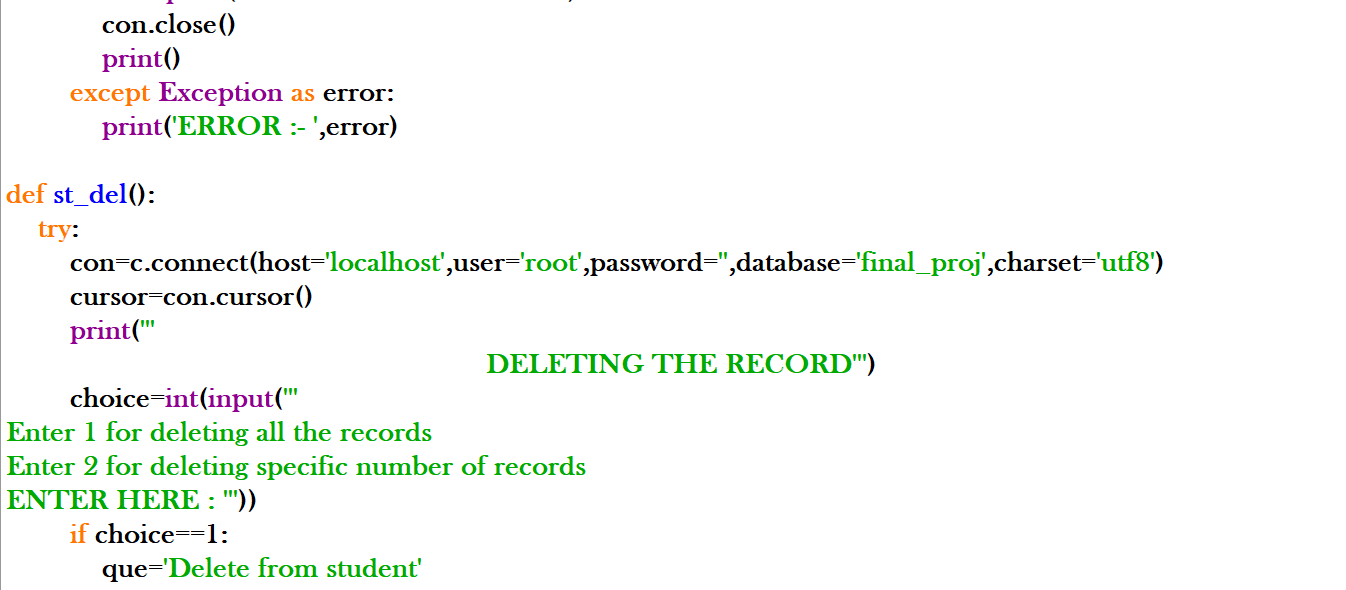 con.close()
print()
except Exception as error:
print('ERROR :- ',error)
def st_del():
try:
con=c.connect(host='localhost',user='root',password='',database='final_proj',charset='utf8')
cursor=con.cursor()
print('''
DELETING THE RECORD''')
choice=int(input('''
Enter 1 for deleting all the records
Enter 2 for deleting specific number of records
ENTER HERE : '''))
if choice==1:
que='Delete from student'